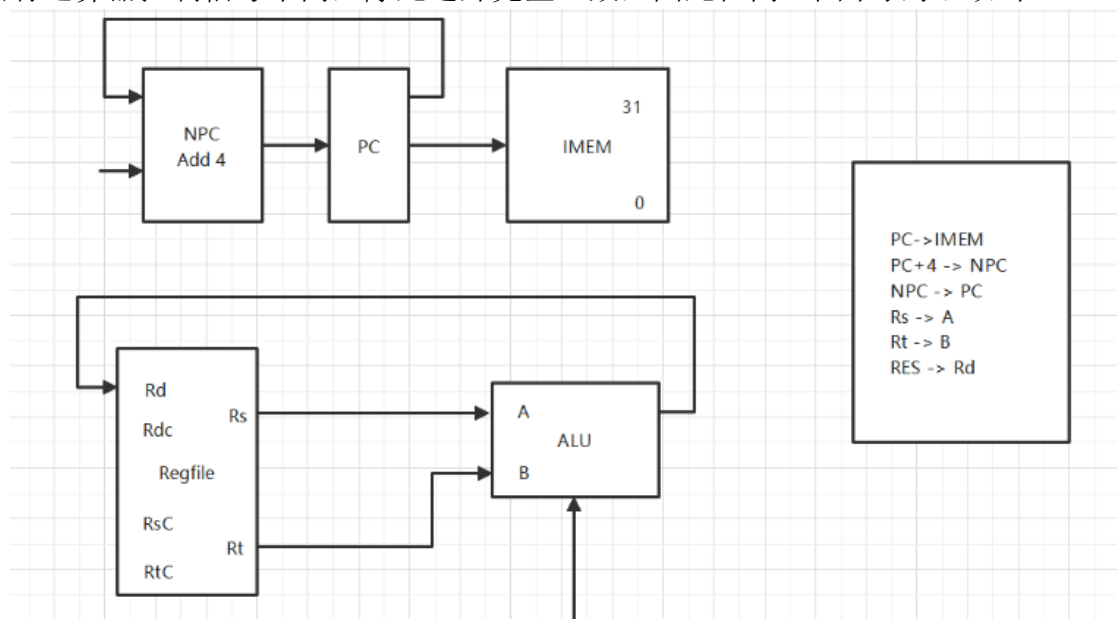 NPC
Add 4
PC
31
IMEM
0
PC->IMEM
PC+4 -> NPC
NPC -> PC
Rs -> A
Rt -> B
RES -> Rd
Rd
Rdc
Rs
Regfile
RsC
Rt
RtC
A
ALU
B